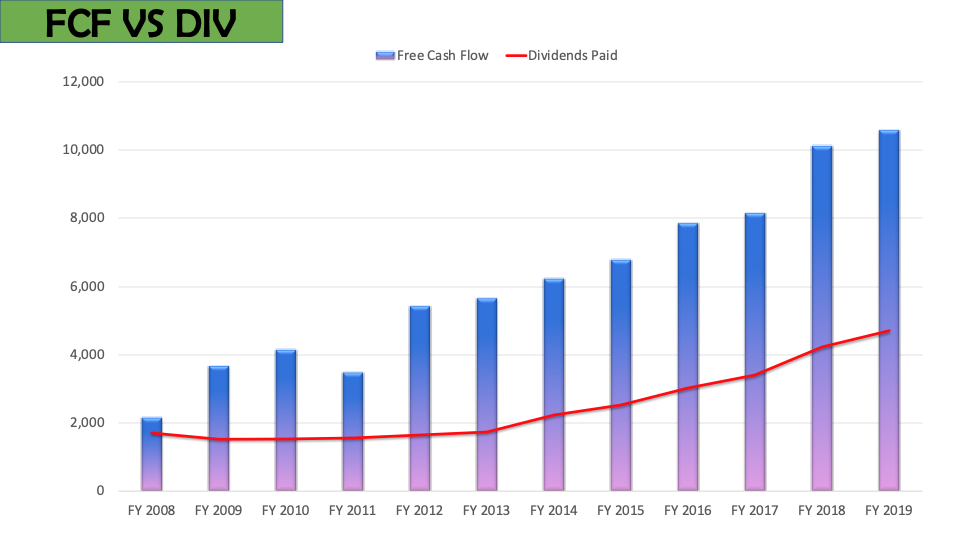 FCF VS DIV
Free Cash Flow Dividends Paid
12,000
10,000
8,000
6,000
4,000
2,000
0
FY 2008 FY 2009 FY 2010 FY 2011 FY 2012 FY 2013 FY 2014 FY 2015 FY 2016 FY 2017 FY 2018 FY 2019